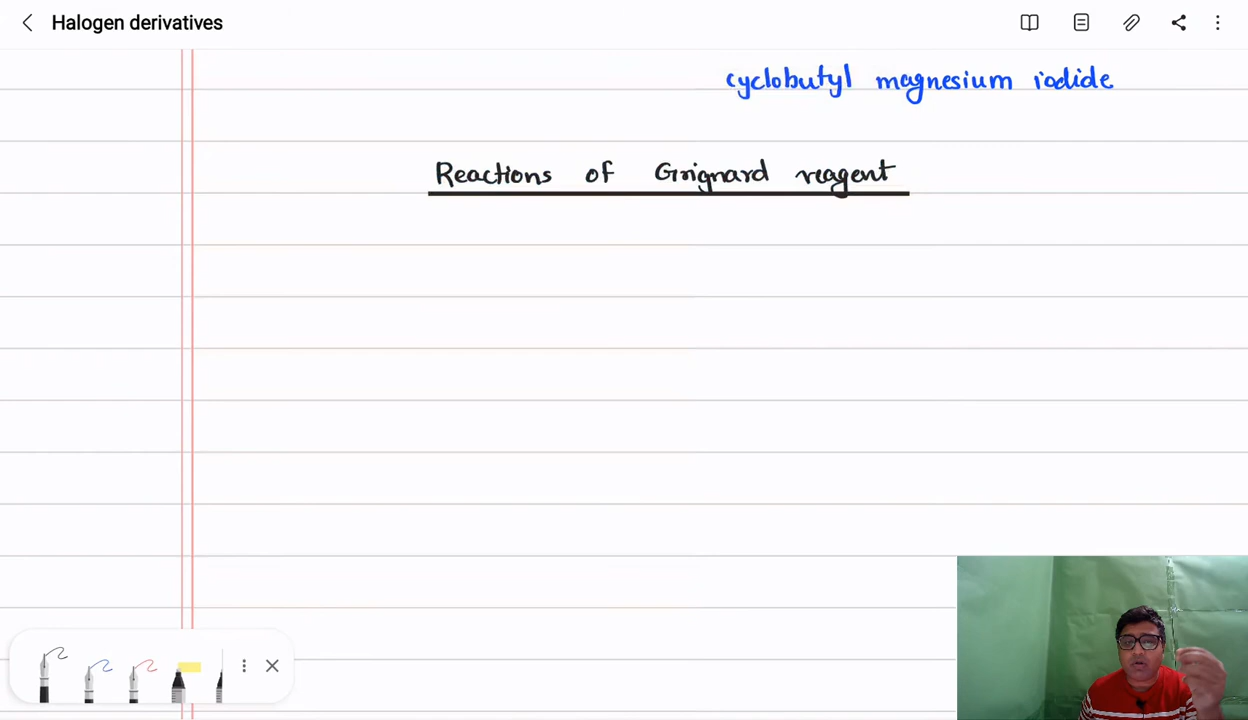 Halogen derivatives
cyclobutyl magnesium iodide
Reactions of Grignard reagent